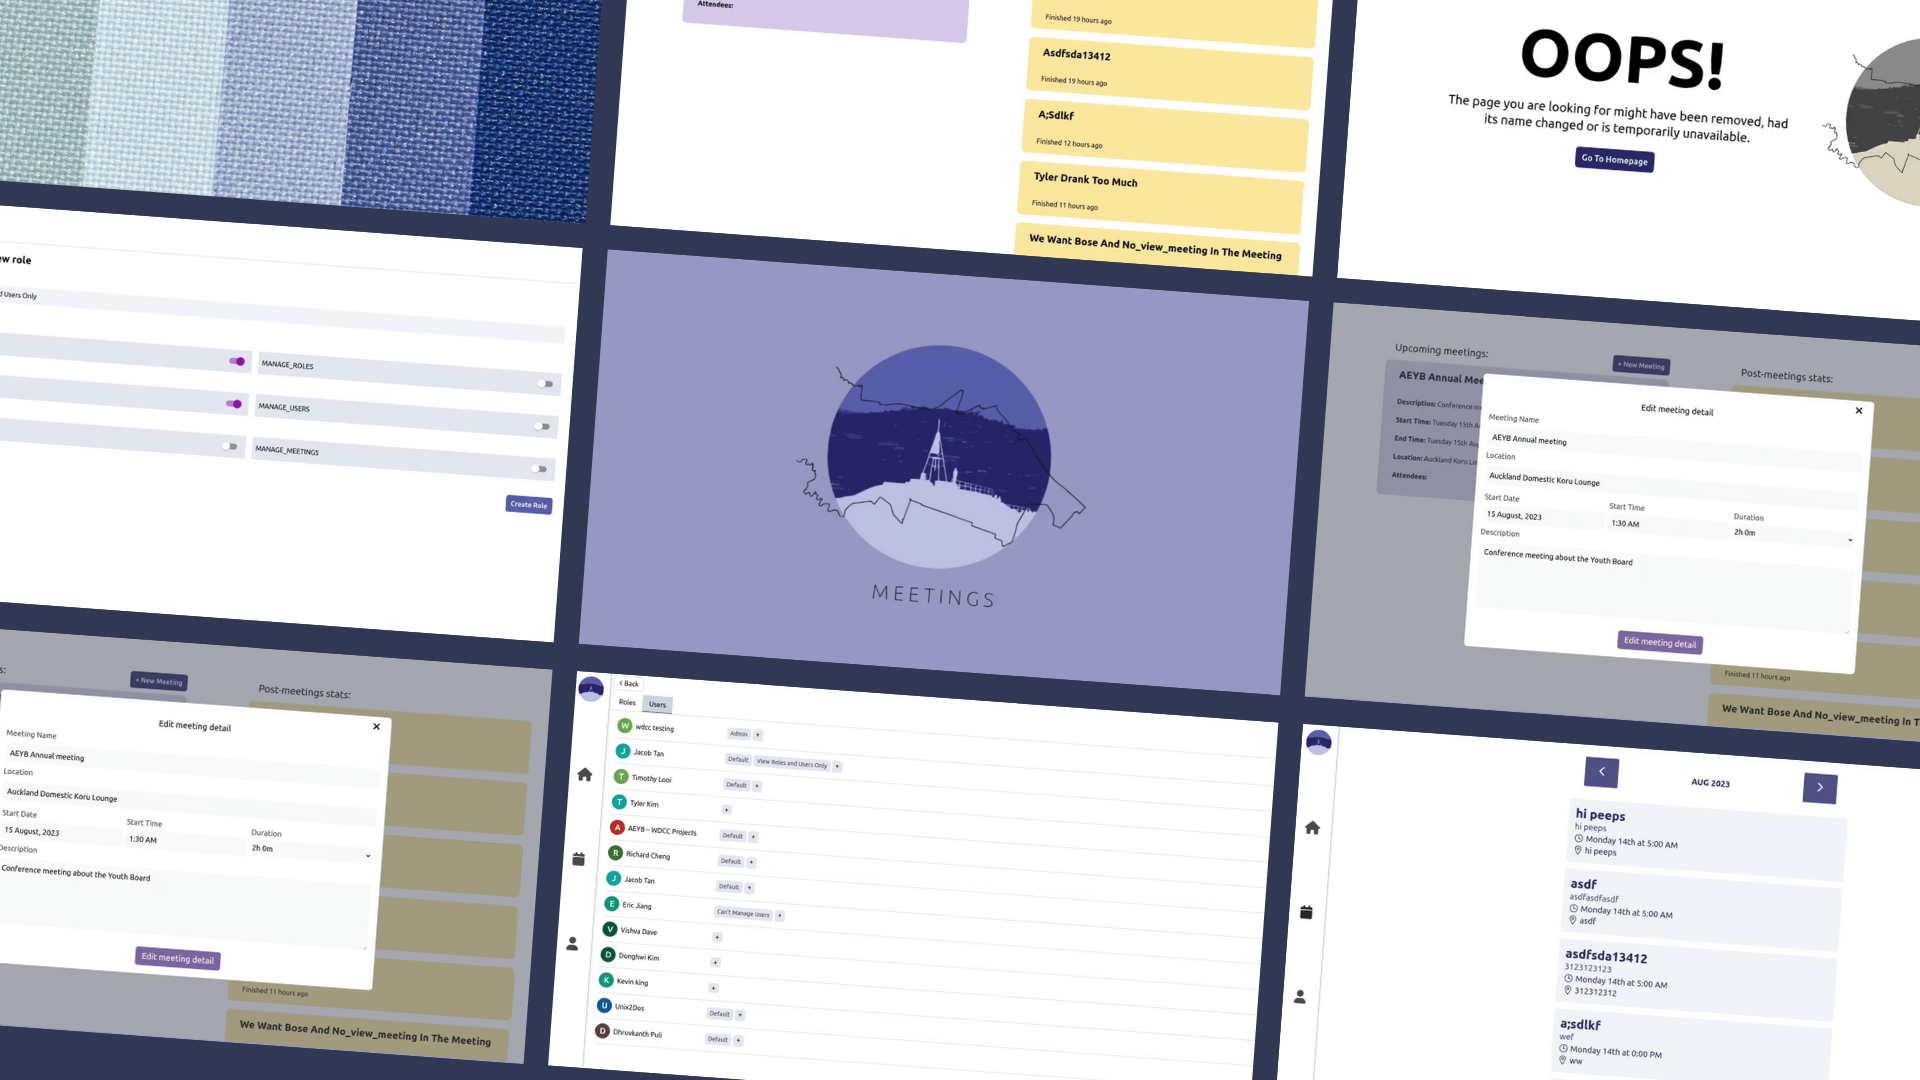 Attendees:
Finished 19 hours ago
Asdfsda13412
Finished 19 hours ago
A;Sdlkf
Finished 12 hours ago
Tyler Drank Too Much
Finished 11 hours ago
We Want Bose And No_view_meeting In The Meeting
OOPS!
The page you are looking for might have been removed, had
its name changed or is temporarily unavailable.
Go To Homepage
ew role
d Users Only
MANAGE_ROLES
MANAGE_USERS
MANAGE_MEETINGS
Create Role
MEETINGS
Upcoming meetings:
+ New Meeting
Post-meetings stats:
AEYB Annual Mee
Description: Conference m
Start Time: Tuesday 15th A
End Time: Tuesday 15th Au
Location: Auckland Koru Lo
Attendees:
Edit meeting detail
Meeting Name
AEYB Annual meeting
Location
Auckland Domestic Koru Lounge
Start Date
Start Time
Duration
15 August, 2023
1:30 AM
2h 0m
Description
Conference meeting about the Youth Board
Edit meeting detail
Finished 11 hours ago
We Want Bose And No_view_meeting In T
s:
+ New Meeting
Post-meetings stats:
Edit meeting detail
Meeting Name
AEYB Annual meeting
Location
Auckland Domestic Koru Lounge
Start Date
Start Time
Duration
15 August, 2023
1:30 AM
2h 0m
Description
Conference meeting about the Youth Board
Edit meeting detail
Finished 11 hours ago
We Want Bose And No_view_meeting In The Meeting
< Back
Roles Users
W wdcc testing Admin +
J Jacob Tan Default View Roles and Users Only +
T Timothy Looi Default +
T Tyler Kim +
A AEYB ~ WDCC Projects Default +
R Richard Cheng Default +
J Jacob Tan Default +
E Eric Jiang Can't Manage Users +
V Vishva Dave +
D Donghwi Kim +
K Kevin king +
U Unix2Dos Default +
D Dhruvkanth Puli Default +
AUG 2023
hi peeps
hi peeps
Monday 14th at 5:00 AM
hi peeps
asdf
asdfasdfasdf
Monday 14th at 5:00 AM
asdf
asdfsda13412
3123123123
Monday 14th at 5:00 AM
312312312
a;sdlkf
wef
Monday 14th at 0:00 PM
ww